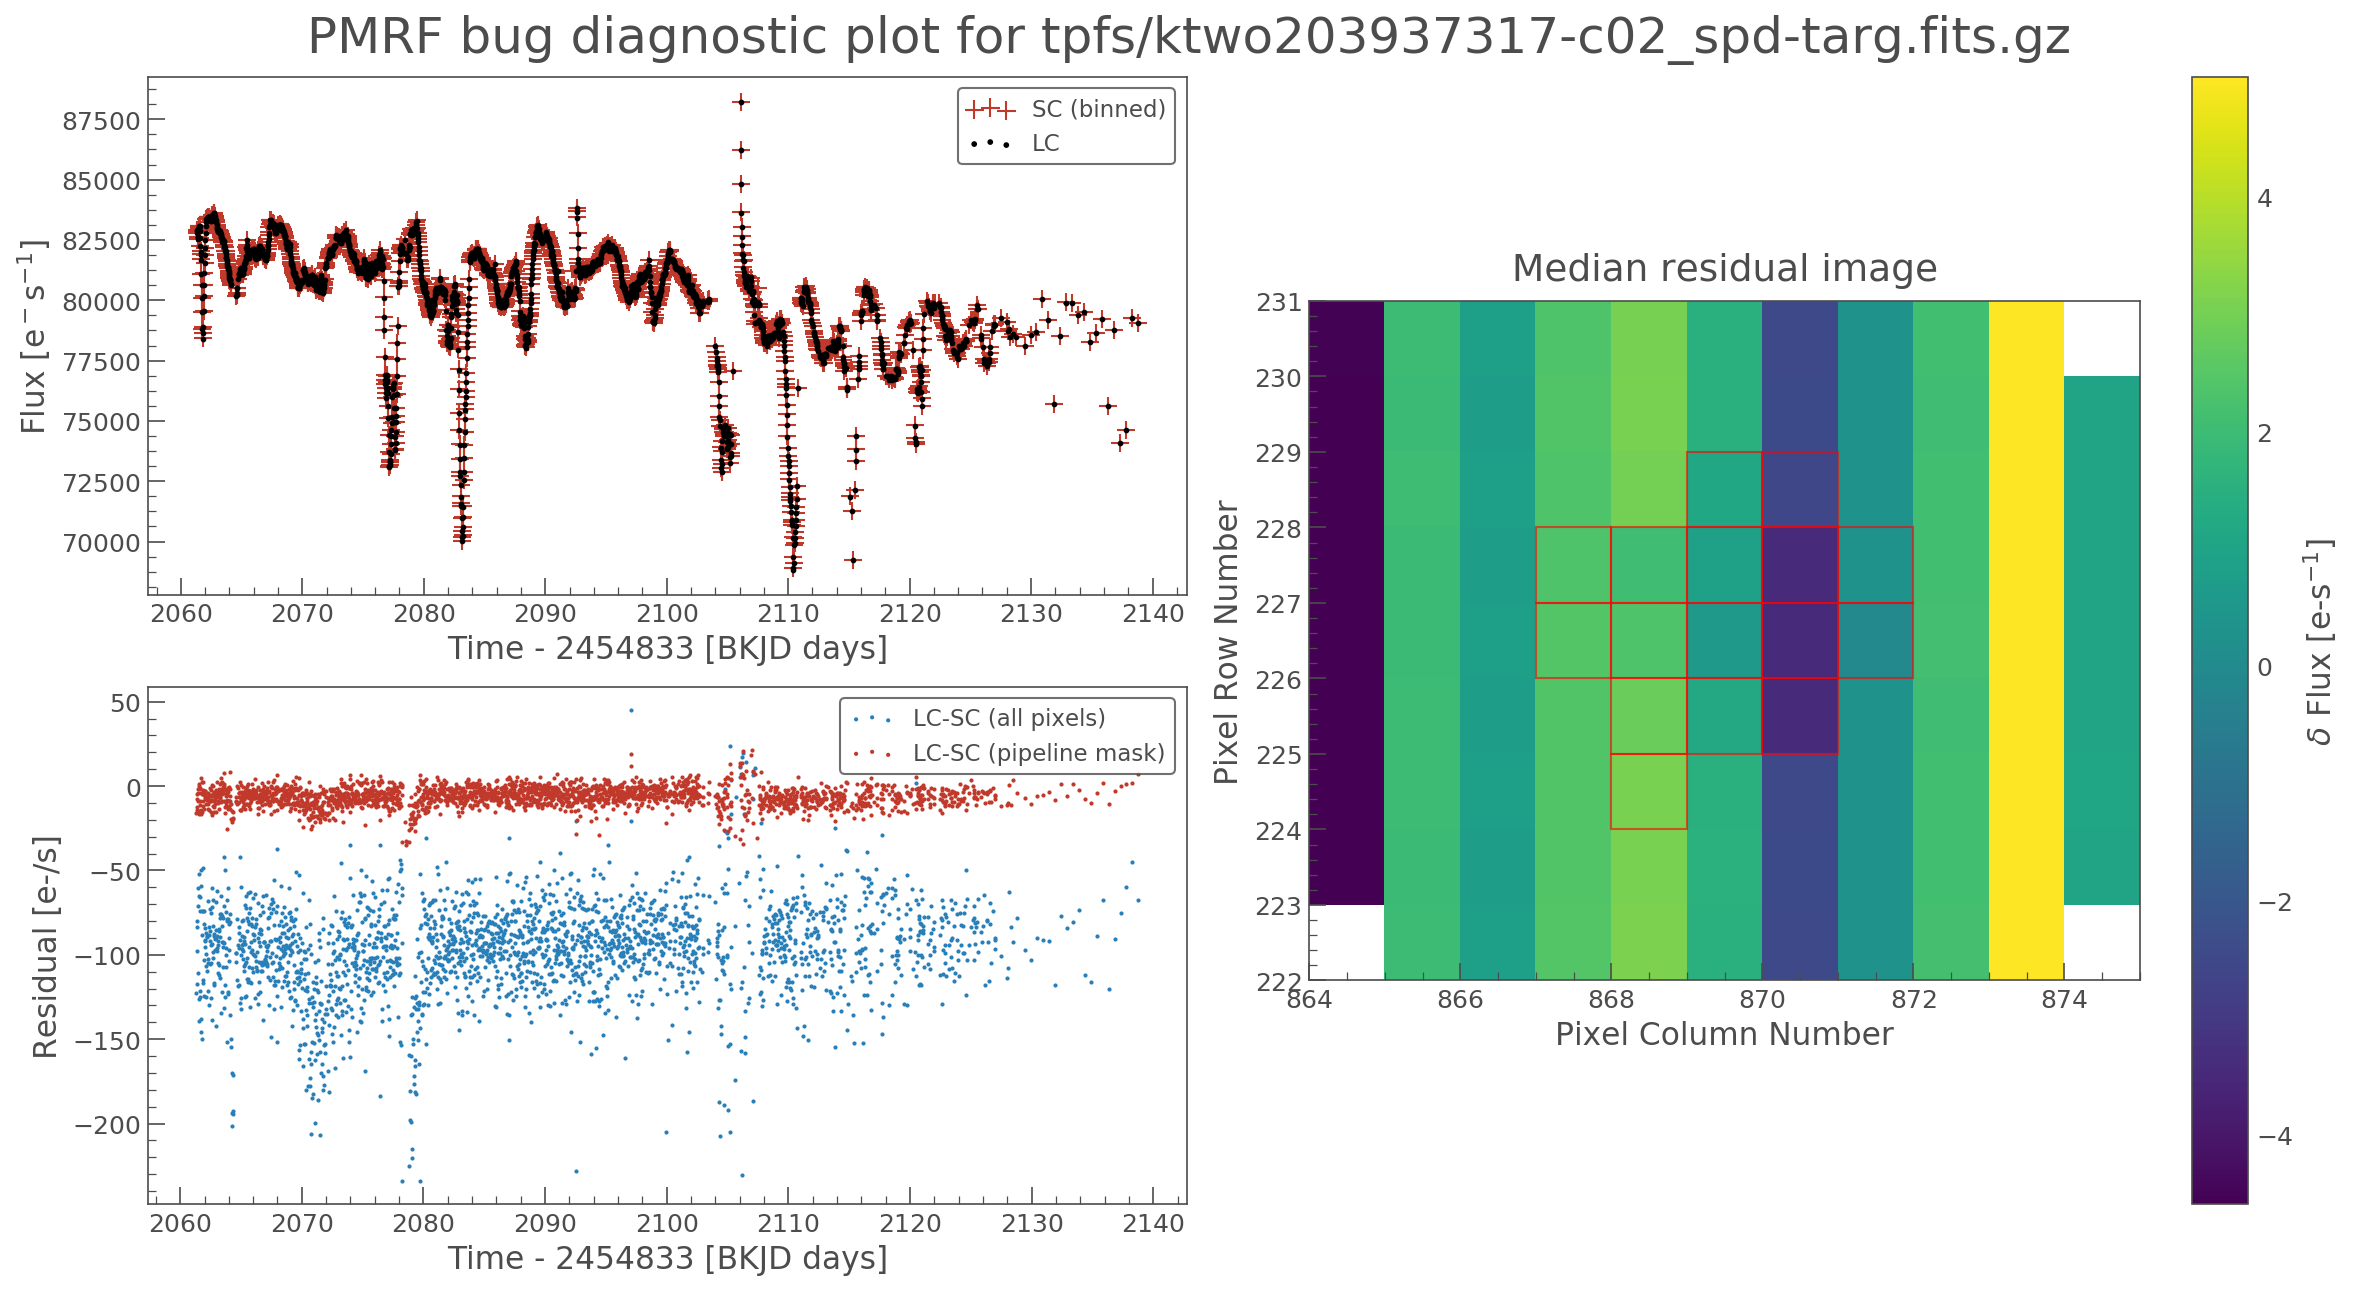 PMRF bug diagnostic plot for tpfs/ktwo203937317-c02_spd-targ.fits.gz
SC (binned)
LC
87500
85000
82500
80000
77500
75000
72500
70000
Flux [e⁻ s⁻¹]
2060 2070 2080 2090 2100 2110 2120 2130 2140
Time - 2454833 [BKJD days]
LC-SC (all pixels)
LC-SC (pipeline mask)
50
0
−50
−100
−150
−200
Residual [e-/s]
2060 2070 2080 2090 2100 2110 2120 2130 2140
Time - 2454833 [BKJD days]
Median residual image
231
230
229
228
227
226
225
224
223
222
Pixel Row Number
864 866 868 870 872 874
Pixel Column Number
4
2
0
−2
−4
δ Flux [e-s⁻¹]